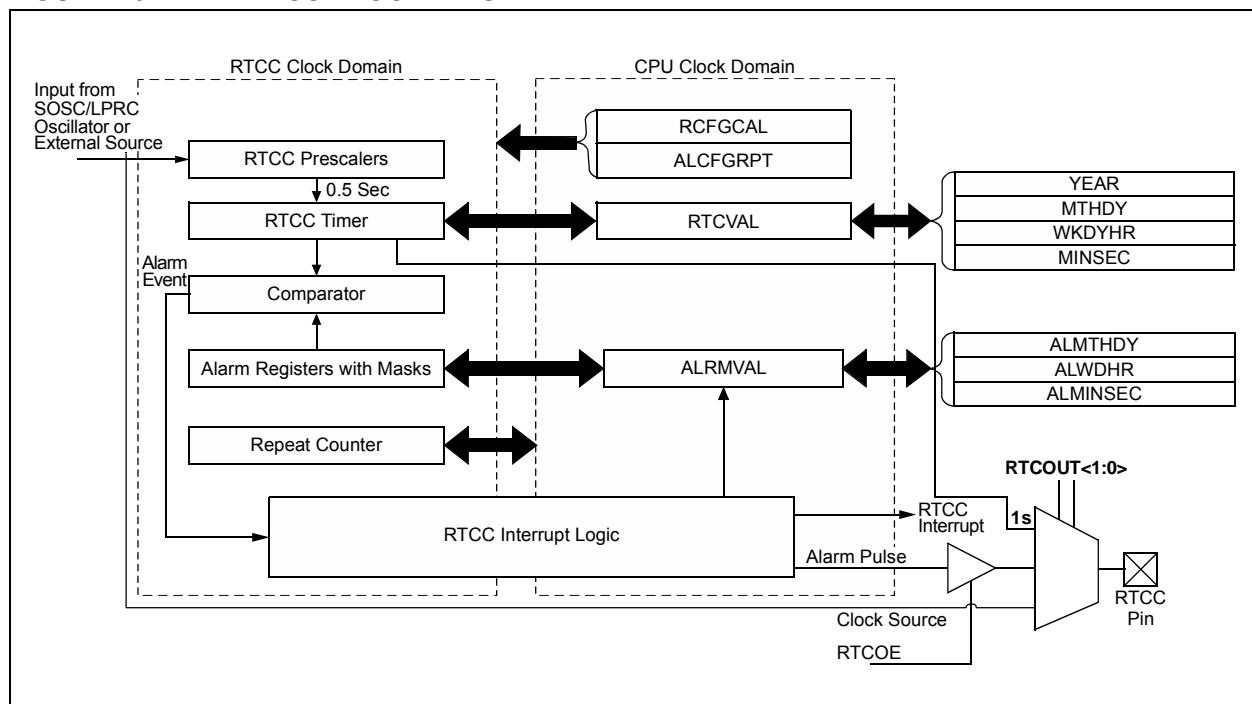 RTCC Clock Domain
CPU Clock Domain
Input from
SOSC/LPRC
Oscillator or
External Source
RCFGCAL
ALCFGRPT
RTCC Prescalers
0.5 Sec
RTCC Timer
RTCVAL
YEAR
MTHDY
WKDYHR
MINSEC
Alarm
Event
Comparator
Alarm Registers with Masks
ALRMVAL
ALMTHDY
ALWDHR
ALMINSEC
Repeat Counter
RTCOUT<1:0>
RTCC Interrupt Logic
RTCC
Interrupt
1s
Alarm Pulse
RTCC
Pin
Clock Source
RTCOE